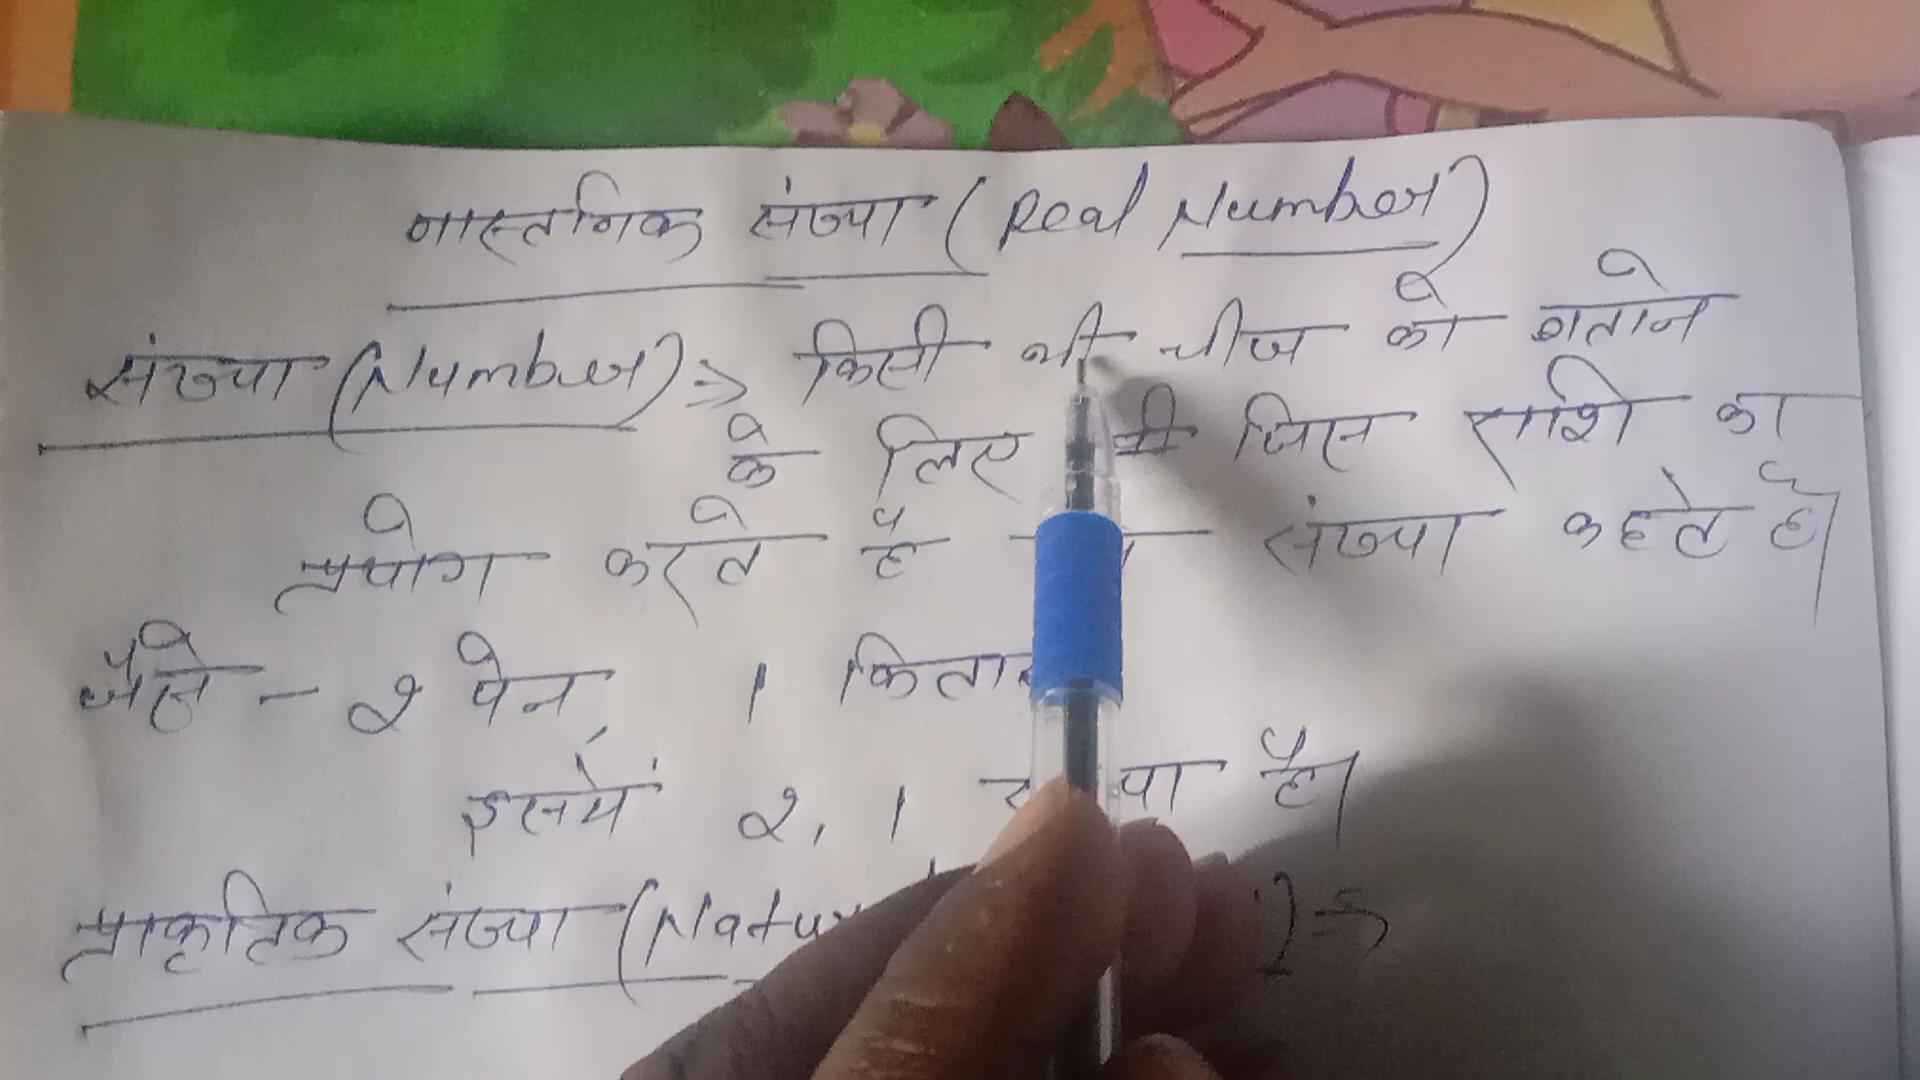 वास्तविक संख्या (Real Number)
संख्या (Number) ⇒ किसी भी चीज को बताने
के लिए जिस राशि का
प्रयोग करते है संख्या कहते है।
जैसे - 2 पेन, 1 किताब
इसमें 2, 1 संख्या है।
प्राकृतिक संख्या (Natu ) ⇒